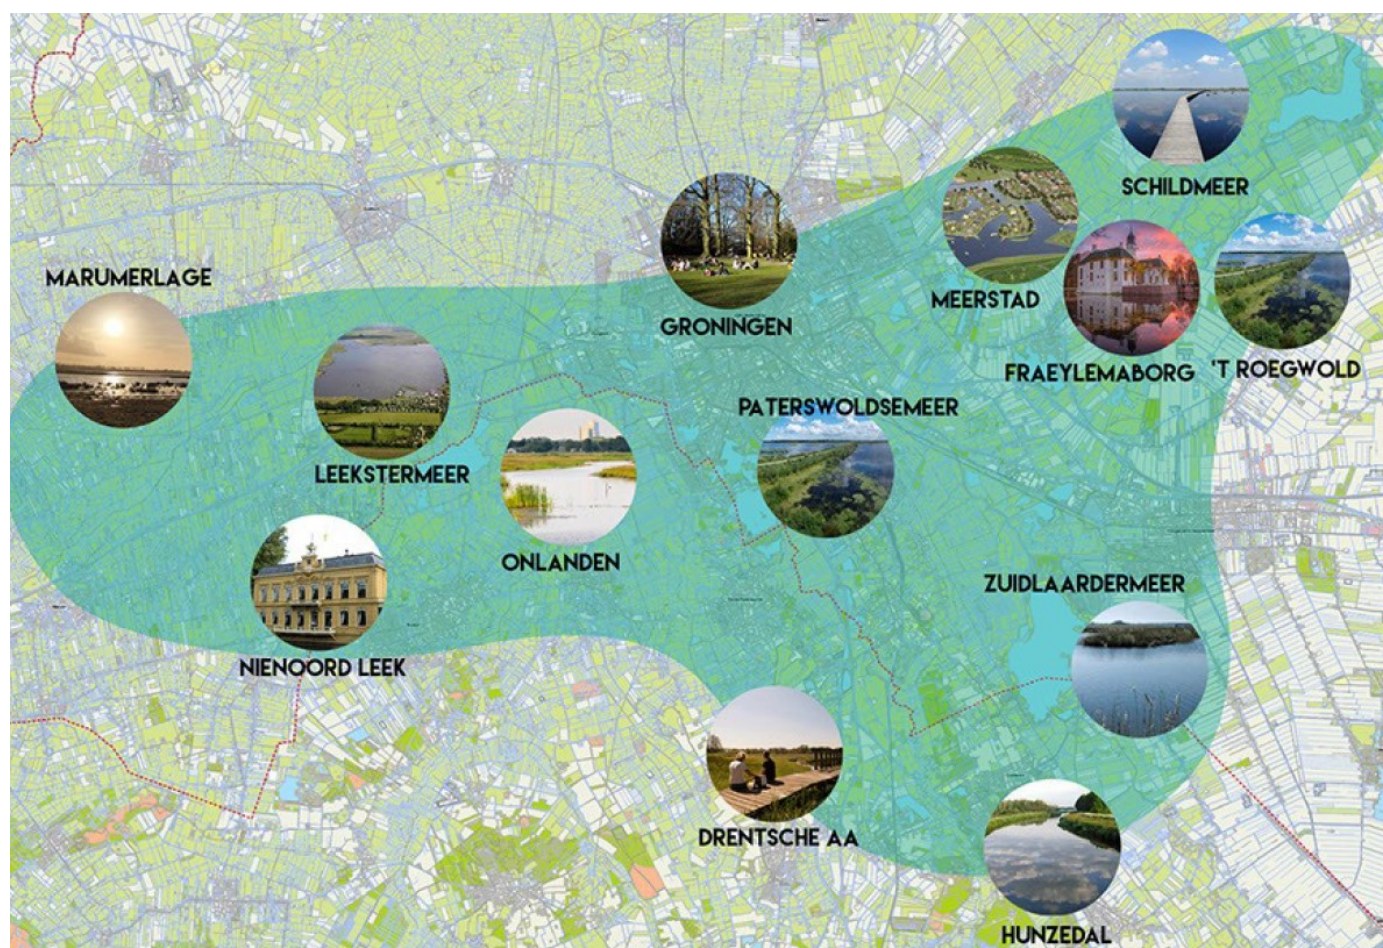 SCHILDMEER
MARUMERLAGE
MEERSTAD
GRONINGEN
FRAEYLEMABORG
'T ROEGWOLD
PATERSWOLDSEMEER
LEEKSTERMEER
ONLANDEN
ZUIDLAARDERMEER
NIENOORD LEEK
DRENTSCHE AA
HUNZEDAL